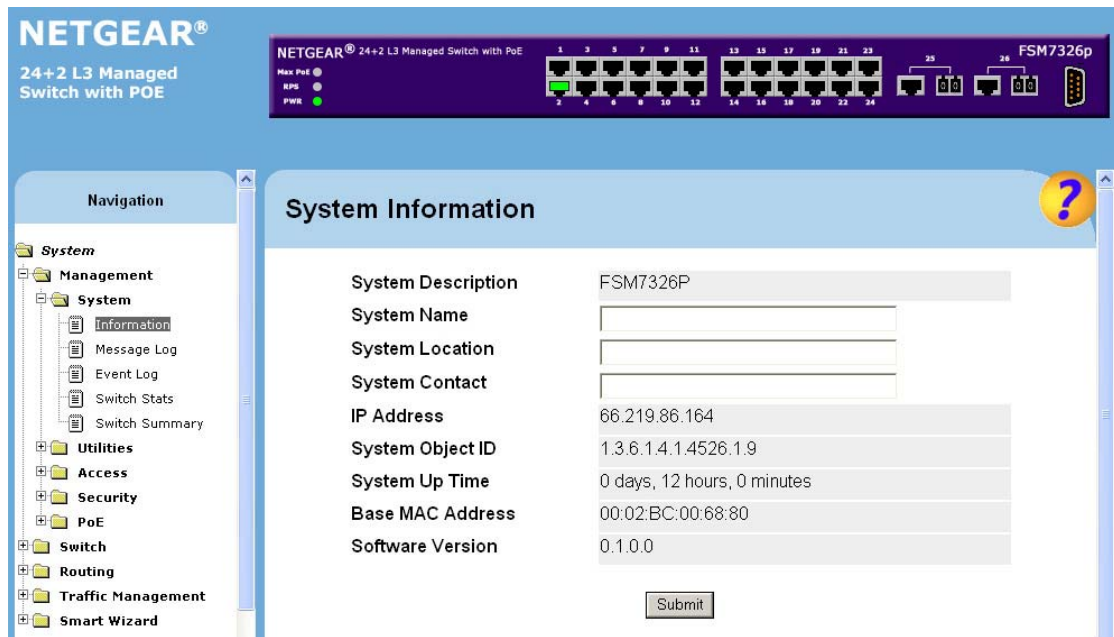 NETGEAR®
24+2 L3 Managed
Switch with POE
NETGEAR® 24+2 L3 Managed Switch with PoE
Max PoE
RPS
PWR
1 3 5 7 9 11 13 15 17 19 21 23
2 4 6 8 10 12 14 16 18 20 22 24
25 26
FSM7326p
Navigation
System
Management
System
Information
Message Log
Event Log
Switch Stats
Switch Summary
Utilities
Access
Security
PoE
Switch
Routing
Traffic Management
Smart Wizard
System Information
?
System Description FSM7326P
System Name
System Location
System Contact
IP Address 66.219.86.164
System Object ID 1.3.6.1.4.1.4526.1.9
System Up Time 0 days, 12 hours, 0 minutes
Base MAC Address 00:02:BC:00:68:80
Software Version 0.1.0.0
Submit